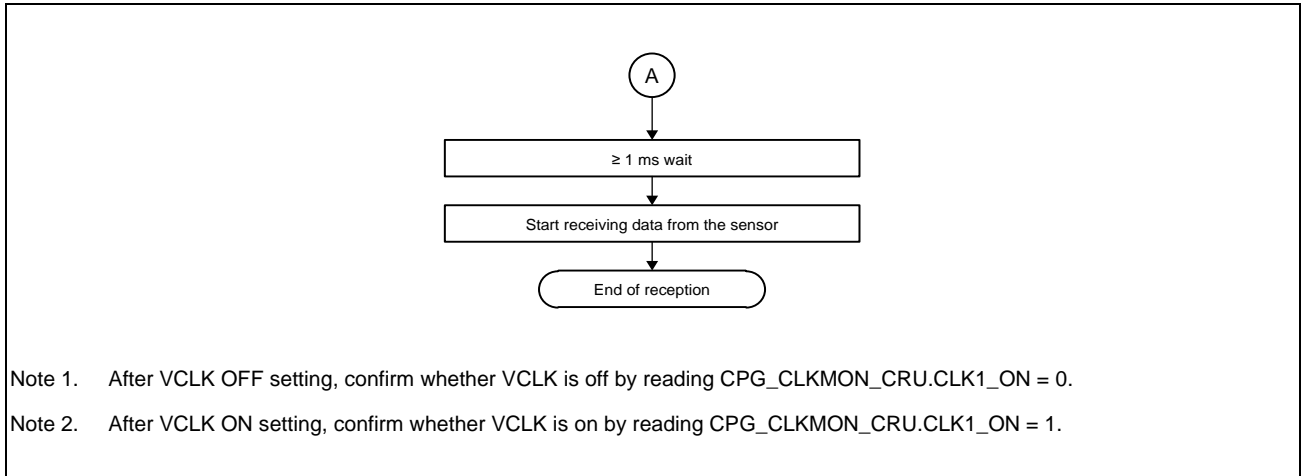 A
≥ 1 ms wait
Start receiving data from the sensor
End of reception
Note 1. After VCLK OFF setting, confirm whether VCLK is off by reading CPG_CLKMON_CRU.CLK1_ON = 0.
Note 2. After VCLK ON setting, confirm whether VCLK is on by reading CPG_CLKMON_CRU.CLK1_ON = 1.